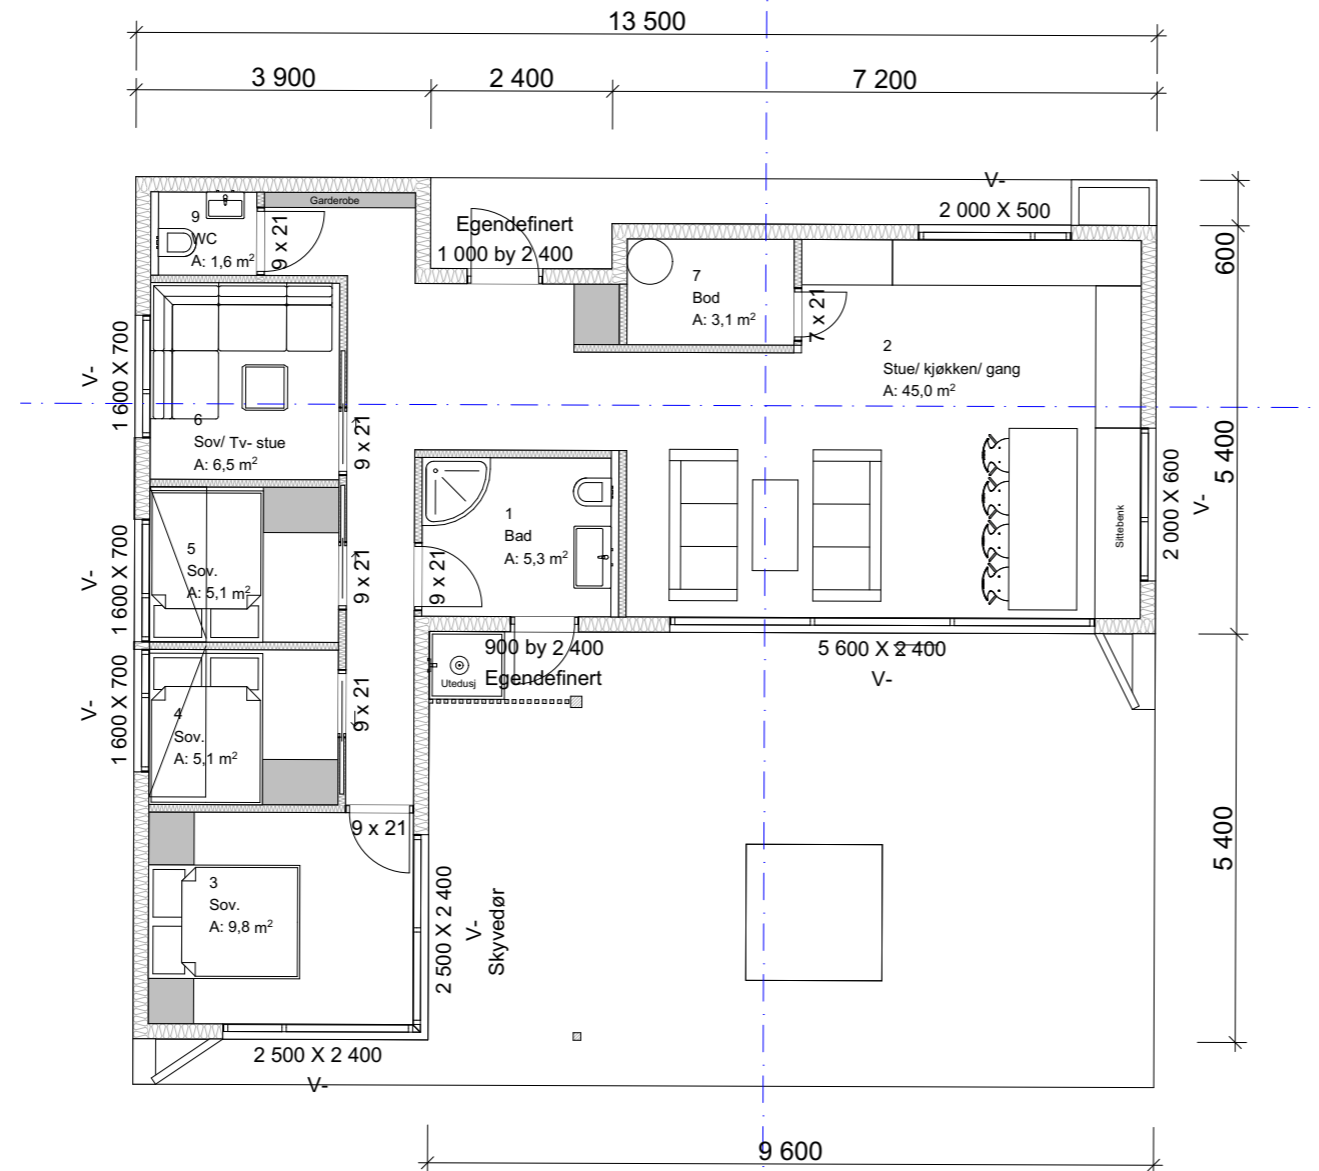 13 500
3 900
2 400
7 200
Garderobe
9
WC
A: 1,6 m²
9 x 21
Egendefinert
1 000 by 2 400
V-
2 000 X 500
600
7
Bod
A: 3,1 m²
7 x 21
2
Stue/ kjøkken/ gang
A: 45,0 m²
V-
1 600 X 700
6
Sov/ Tv- stue
A: 6,5 m²
9 x 21
5 400
2 000 X 600
V-
Sittebenk
1
Bad
A: 5,3 m²
9 x 21
V-
1 600 X 700
5
Sov.
A: 5,1 m²
9 x 21
900 by 2 400
Egendefinert
Utedusj
5 600 X 2 400
V-
V-
1 600 X 700
4
Sov.
A: 5,1 m²
9 x 21
9 x 21
3
Sov.
A: 9,8 m²
2 500 X 2 400
V-
Skyvedør
5 400
2 500 X 2 400
V-
9 600